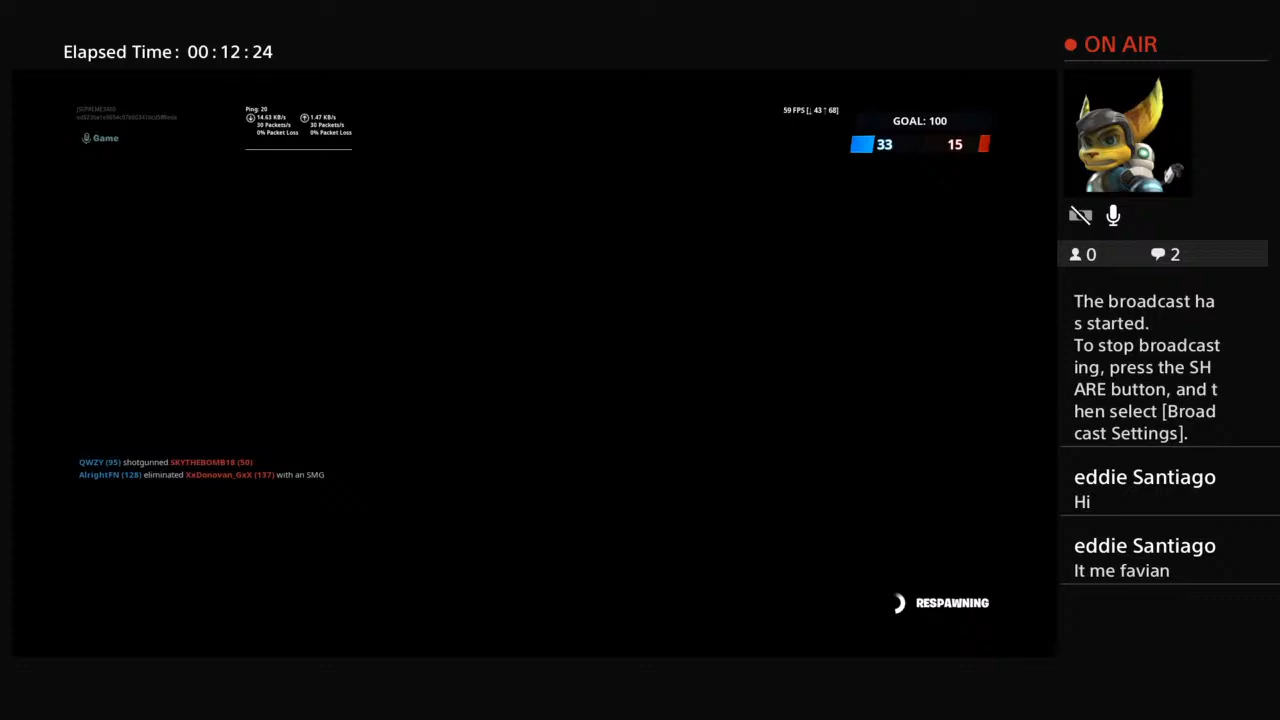 Elapsed Time: 00:12:24
ON AIR
Ping: 20
14.63 KB/s 1.47 KB/s
30 Packets/s 30 Packets/s
0% Packet Loss 0% Packet Loss
Game
59 FPS [↓ 43 ↑ 68]
GOAL: 100
33 15
0 2
The broadcast ha
s started.
To stop broadcast
ing, press the SH
ARE button, and t
hen select [Broad
cast Settings].
QWZY (95) shotgunned SKYTHEBOMB18 (50)
AlrightFN (128) eliminated XxDonovan_GxX (137) with an SMG
eddie Santiago
Hi
eddie Santiago
It me favian
RESPAWNING